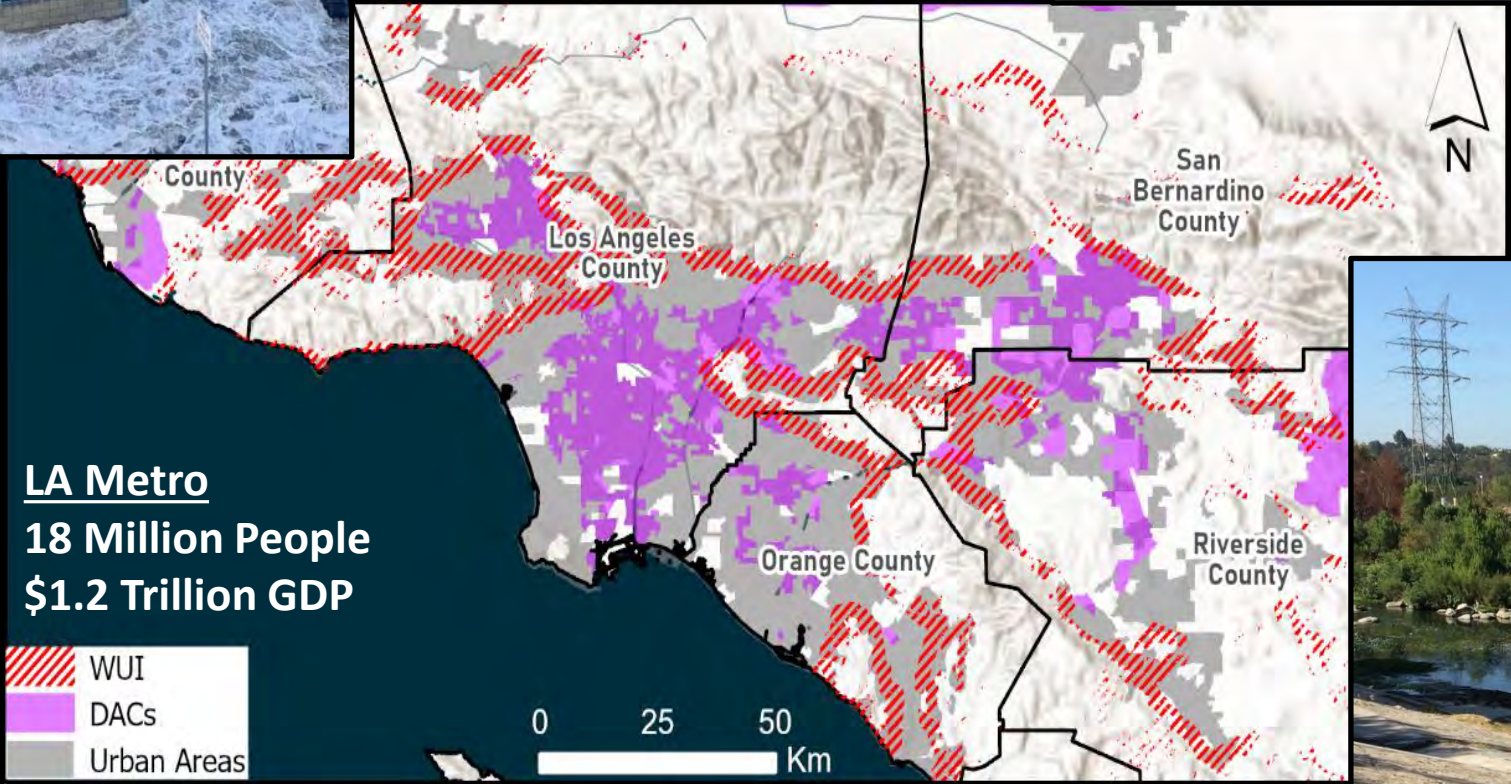 County
San
Bernardino
County
N
Los Angeles
County
LA Metro
18 Million People
$1.2 Trillion GDP
Orange County
Riverside
County
WUI
DACs
Urban Areas
0 25 50
Km